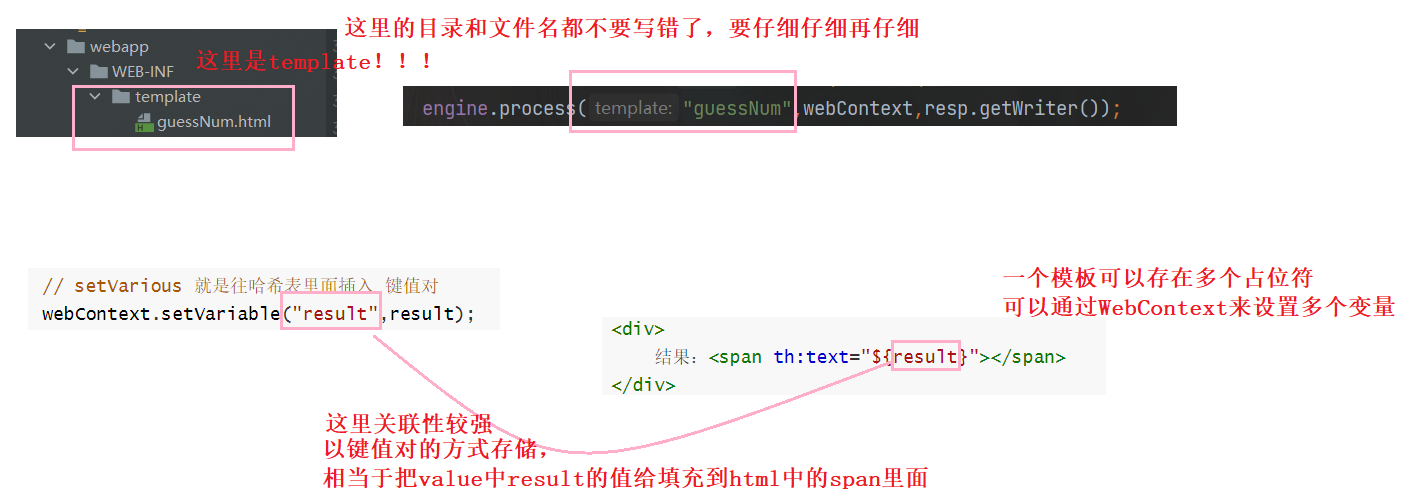 这里的目录和文件名都不要写错了，要仔细仔细再仔细
webapp
这里是template！！！
WEB-INF
template
guessNum.html
engine.process( template: "guessNum",webContext,resp.getWriter());
// setVarious 就是往哈希表里面插入 键值对
webContext.setVariable("result",result);
一个模板可以存在多个占位符
可以通过WebContext来设置多个变量
<div>
结果：<span th:text="${result}"></span>
</div>
这里关联性较强
以键值对的方式存储，
相当于把value中result的值给填充到html中的span里面